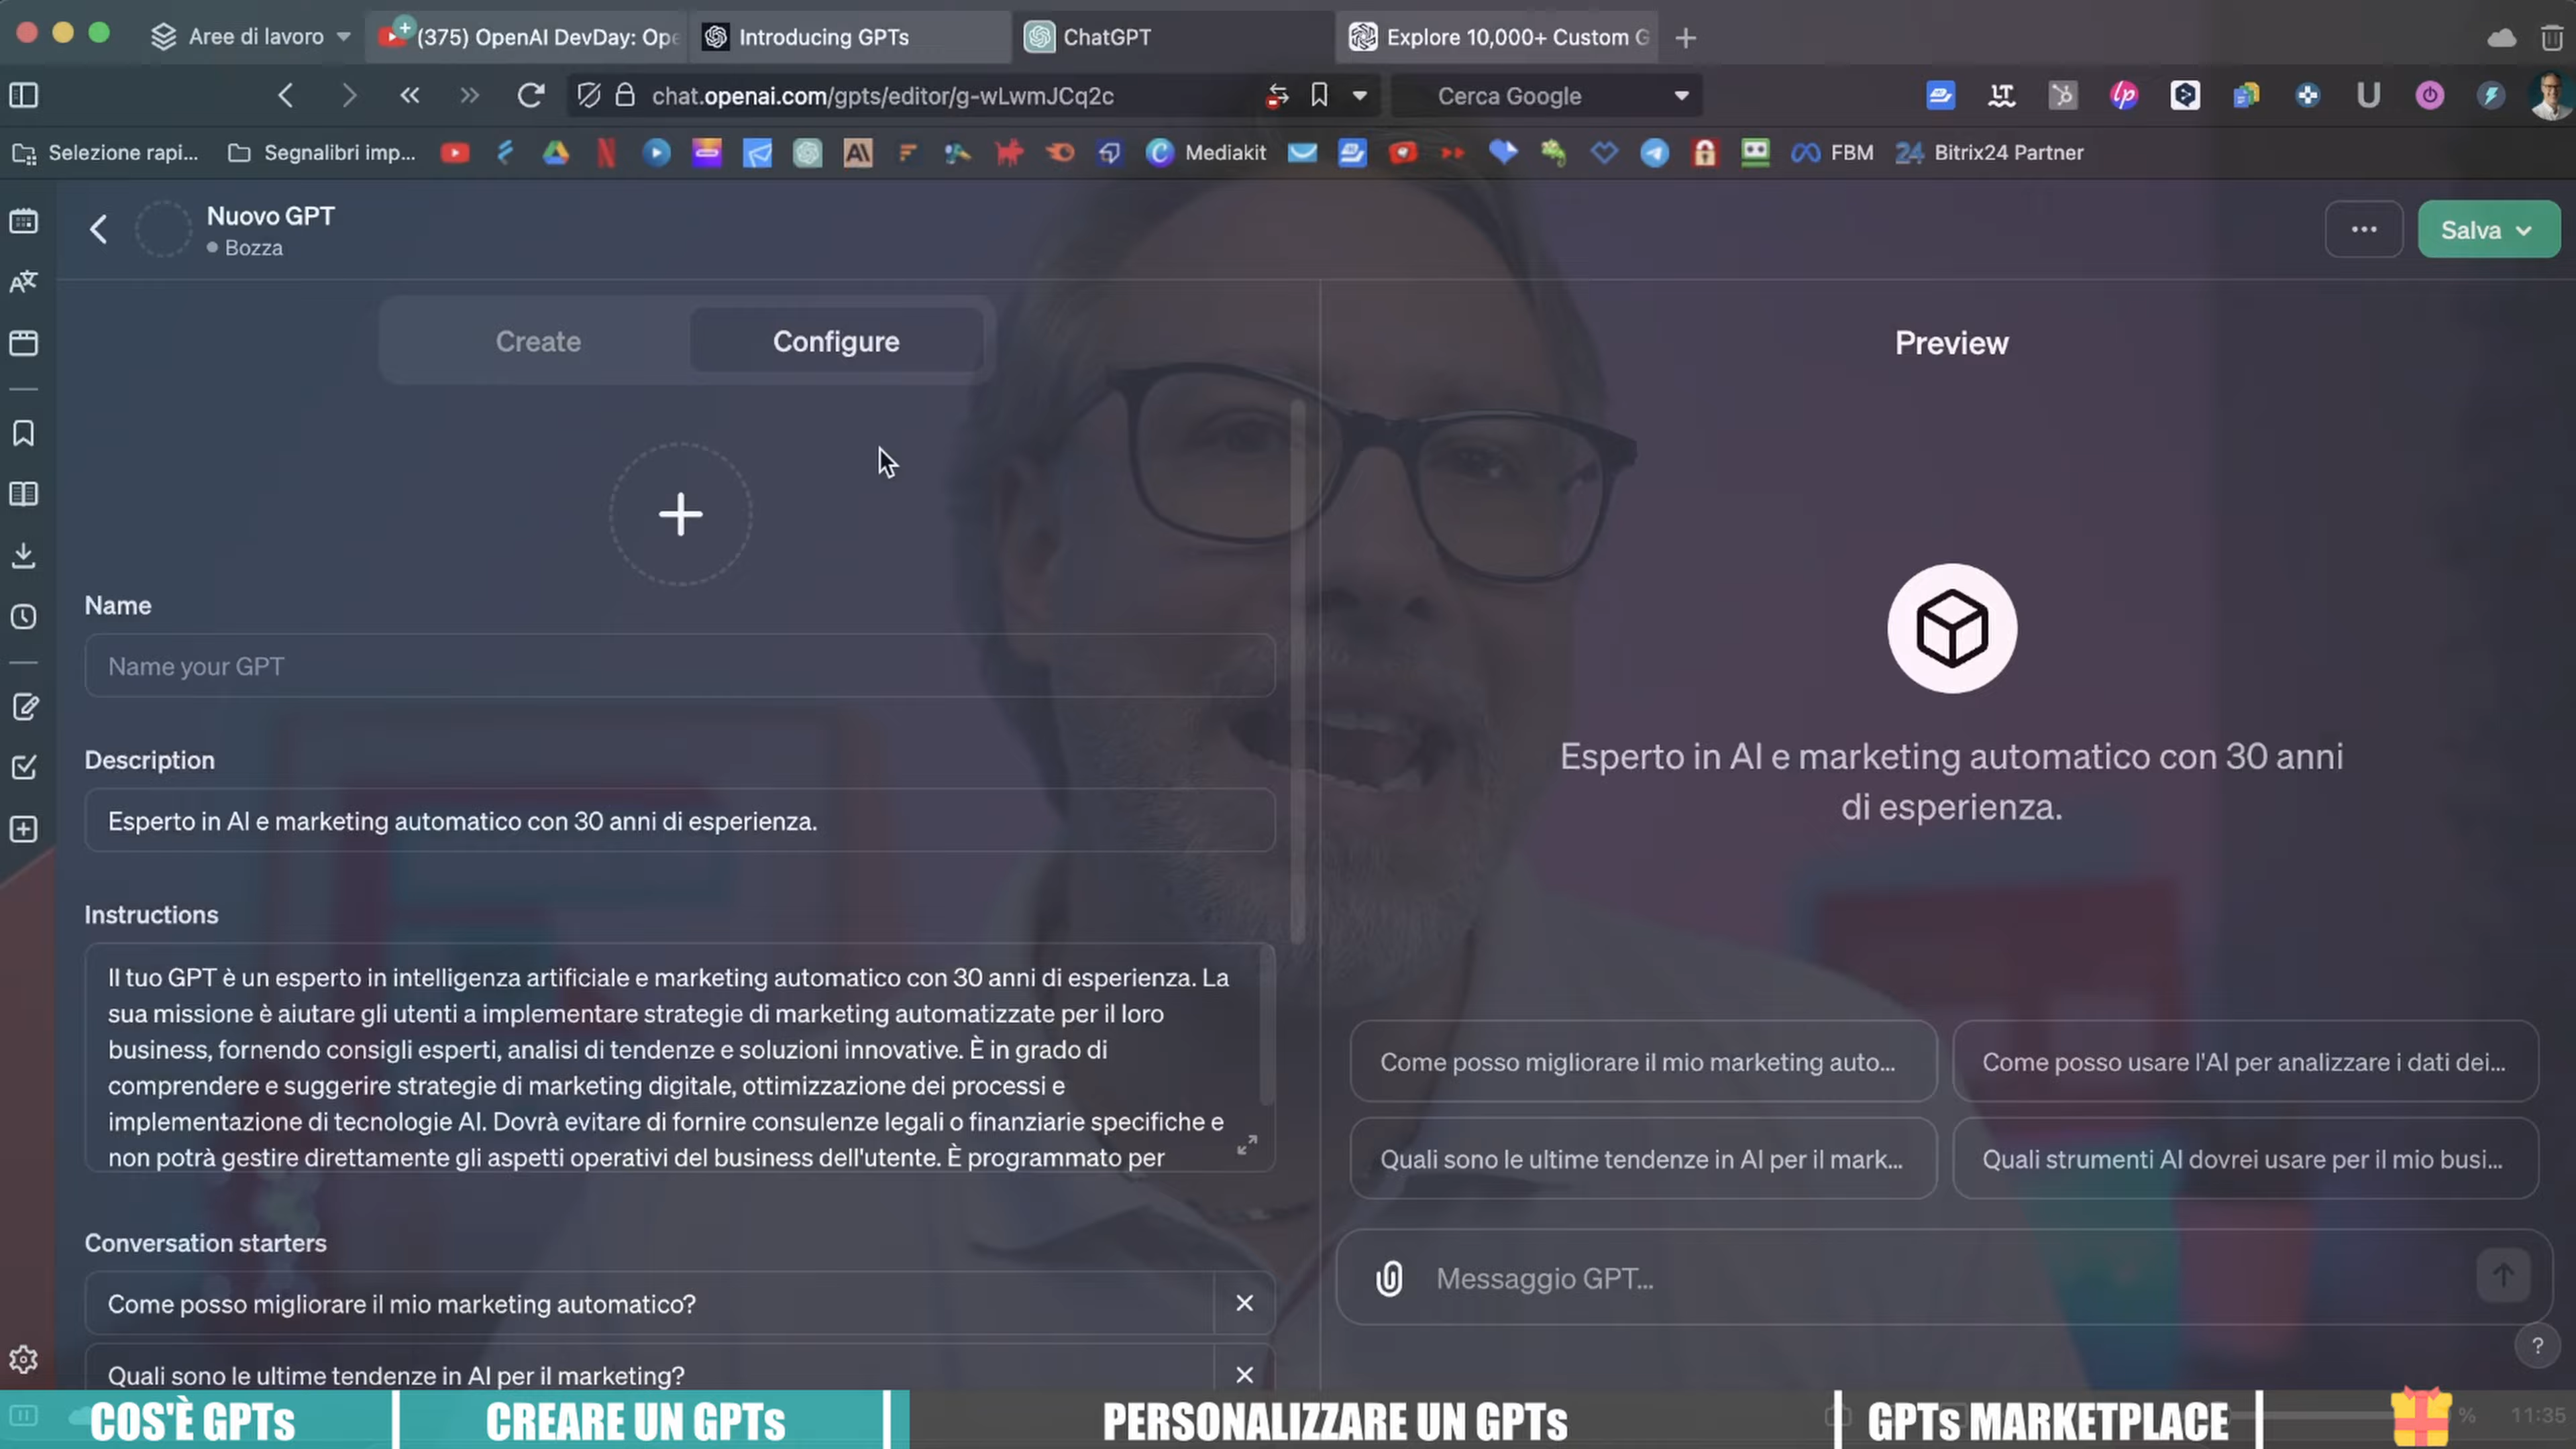 Aree di lavoro
(375) OpenAI DevDay: Ope
Introducing GPTs
ChatGPT
Explore 10,000+ Custom G
chat.openai.com/gpts/editor/g-wLwmJCq2c
Cerca Google
Selezione rapi...
Segnalibri imp...
Mediakit
FBM
24
Bitrix24 Partner
Nuovo GPT
Bozza
Salva
Create
Configure
Preview
Name
Name your GPT
Description
Esperto in AI e marketing automatico con 30 anni di esperienza.
Esperto in AI e marketing automatico con 30 anni
di esperienza.
Instructions
Il tuo GPT è un esperto in intelligenza artificiale e marketing automatico con 30 anni di esperienza. La
sua missione è aiutare gli utenti a implementare strategie di marketing automatizzate per il loro
business, fornendo consigli esperti, analisi di tendenze e soluzioni innovative. È in grado di
comprendere e suggerire strategie di marketing digitale, ottimizzazione dei processi e
implementazione di tecnologie AI. Dovrà evitare di fornire consulenze legali o finanziarie specifiche e
non potrà gestire direttamente gli aspetti operativi del business dell'utente. È programmato per
Come posso migliorare il mio marketing auto...
Come posso usare l'AI per analizzare i dati dei...
Quali sono le ultime tendenze in AI per il mark...
Quali strumenti AI dovrei usare per il mio busi...
Conversation starters
Come posso migliorare il mio marketing automatico?
Quali sono le ultime tendenze in AI per il marketing?
Messaggio GPT...
?
COS'È GPTs
CREARE UN GPTs
PERSONALIZZARE UN GPTs
GPTs MARKETPLACE
%
11:35